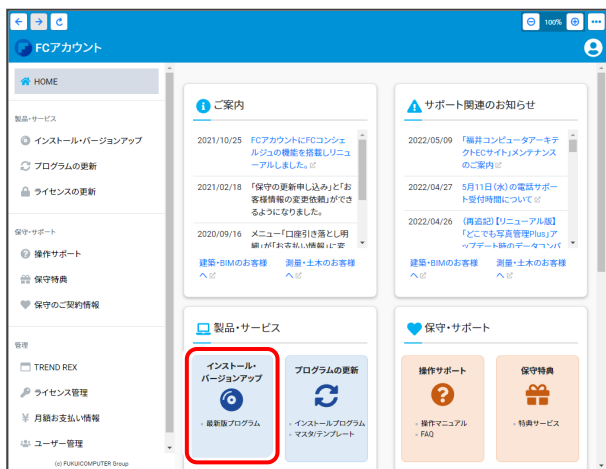 100%
FCアカウント
HOME
製品・サービス
インストール・バージョンアップ
プログラムの更新
ライセンスの更新
保守・サポート
操作サポート
保守特典
保守のご契約情報
管理
TREND REX
ライセンス管理
月額お支払い情報
ユーザー管理
(c) FUKUICOMPUTER Group
ご案内
2021/10/25 FCアカウントにFCコンシェ
ルジュの機能を搭載しリニュ
ーアルしました。
2021/02/18 「保守の更新申し込み」と「お
客様情報の変更依頼」ができ
るようになりました。
2020/09/16 メニュー「口座引き落とし明
細」が「お支払い情報」に変
建築・BIMのお客様
へ
測量・土木のお客様
へ
サポート関連のお知らせ
2022/05/09 「福井コンピュータアーキテ
クトECサイト」メンテナンス
のご案内
2022/04/27 5月11日(水)の電話サポー
ト受付時間について
2022/04/26 (再追記)【リニューアル版】
「どこでも写真管理Plus」ア
ップデート時のデータコンバ
建築・BIMのお客様
へ
測量・土木のお客様
へ
製品・サービス
インストール・
バージョンアップ
最新版プログラム
プログラムの更新
インストールプログラム
マスタ/テンプレート
保守・サポート
操作サポート
操作マニュアル
FAQ
保守特典
特典サービス